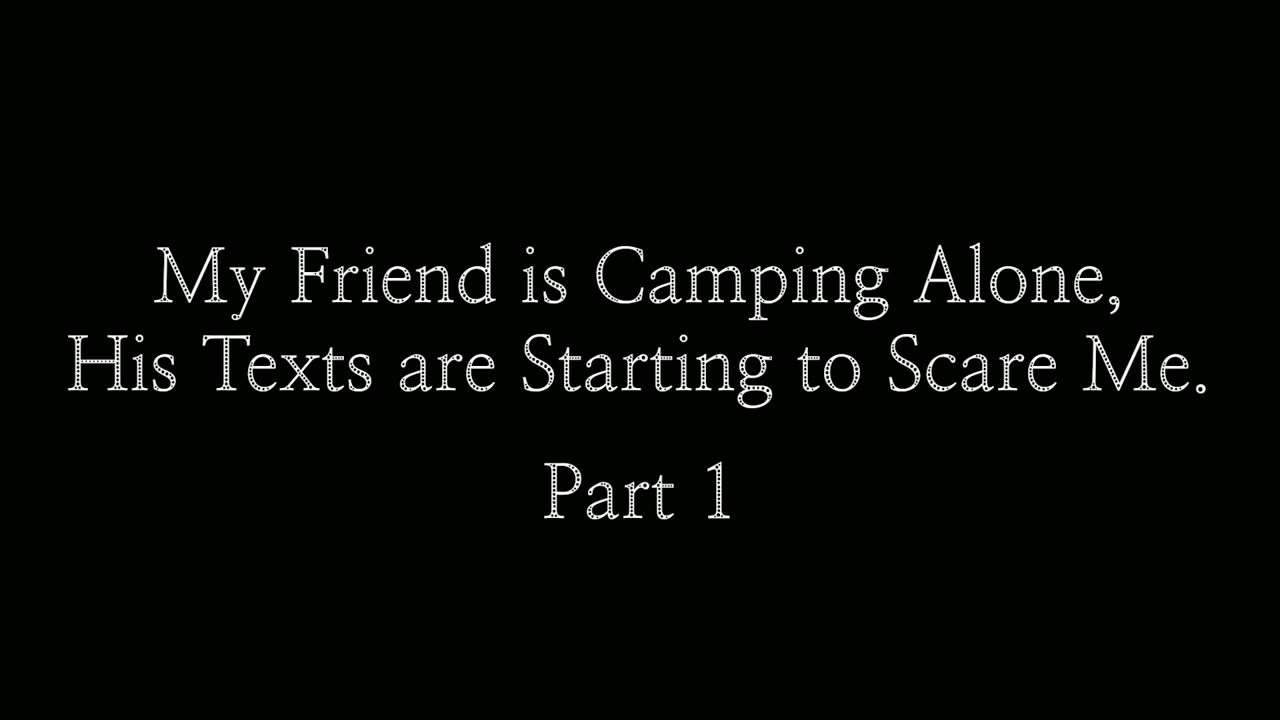 My Friend is Camping Alone,
His Texts are Starting to Scare Me.
Part 1